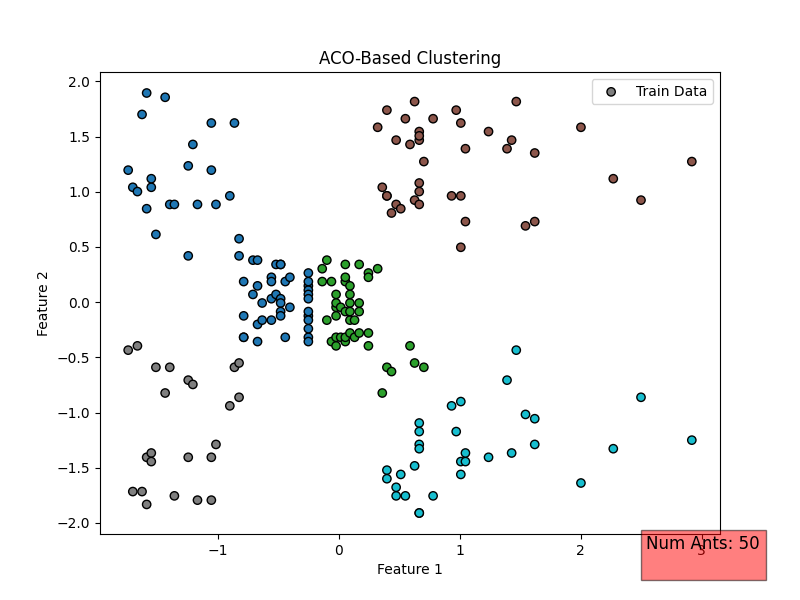 ACO-Based Clustering
Train Data
2.0
1.5
1.0
0.5
0.0
−0.5
−1.0
−1.5
−2.0
Feature 2
−1 0 1 2 3
Feature 1
Num Ants: 50